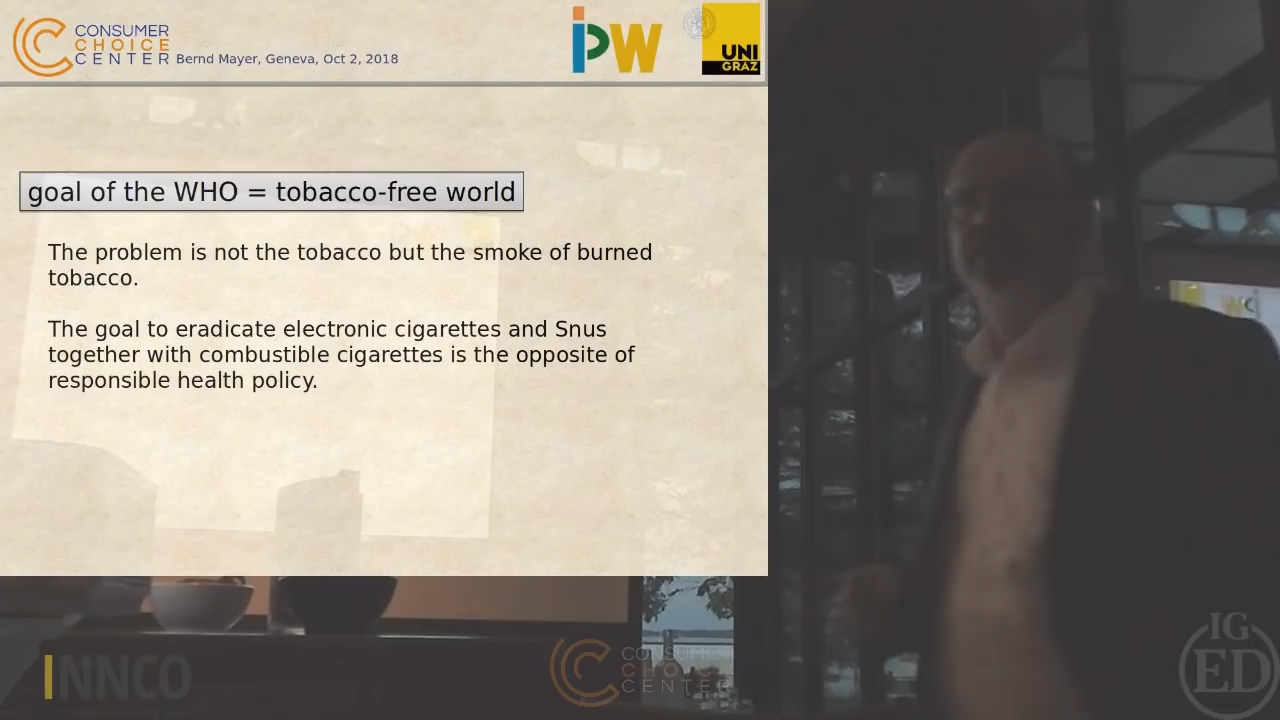 CONSUMER
CHOICE
CENTER
Bernd Mayer, Geneva, Oct 2, 2018
ipw
UNI
GRAZ
goal of the WHO = tobacco-free world
The problem is not the tobacco but the smoke of burned
tobacco.
The goal to eradicate electronic cigarettes and Snus
together with combustible cigarettes is the opposite of
responsible health policy.
INNCO
CONSUMER
CHOICE
CENTER
IG
ED